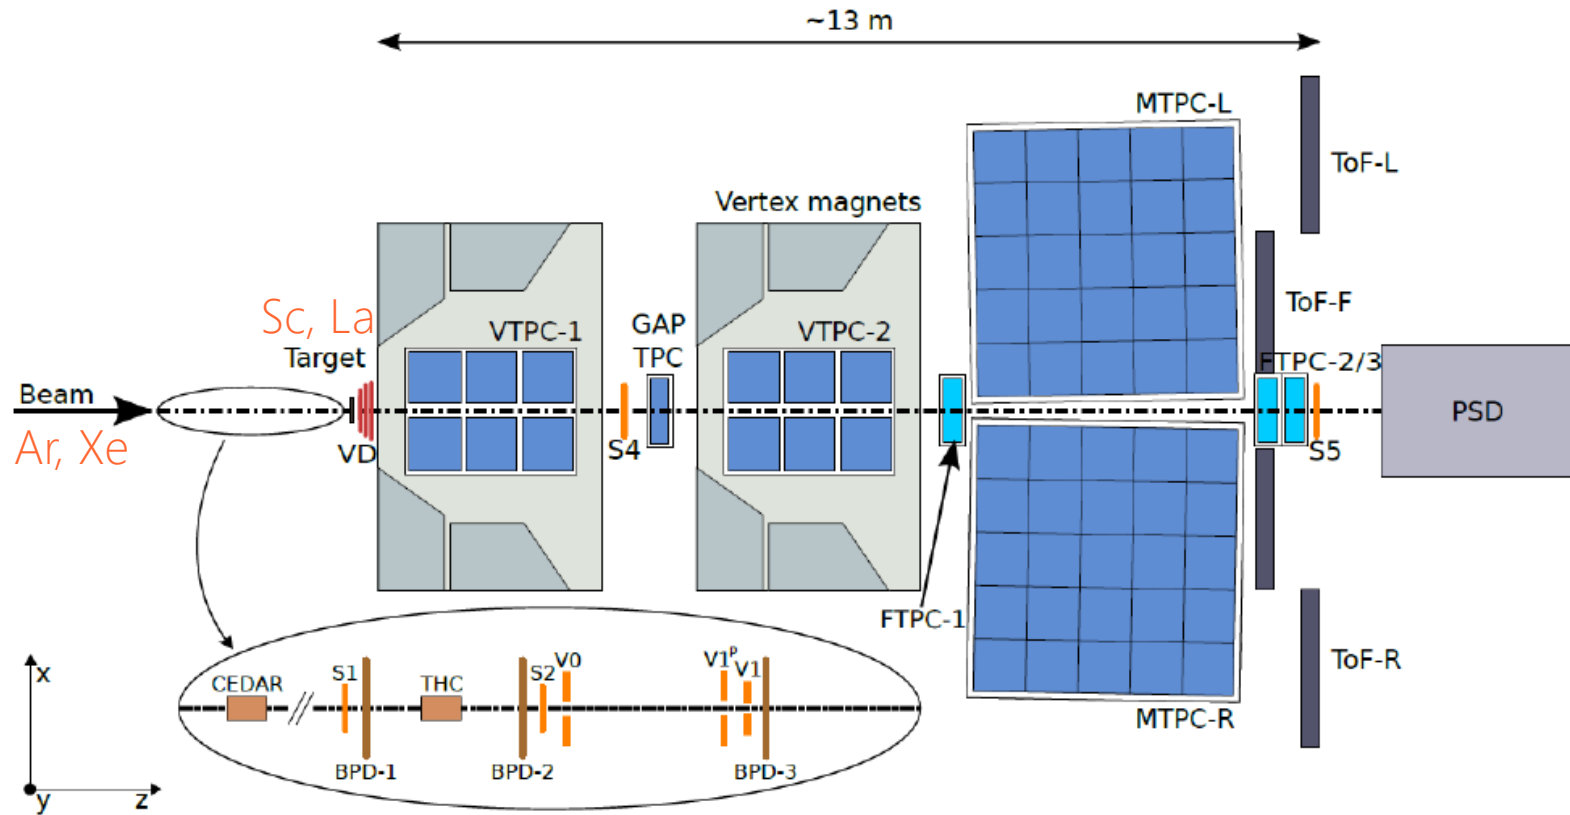 ~13 m
MTPC-L
ToF-L
Vertex magnets
Sc, La
Target
VTPC-1
GAP
TPC
VTPC-2
ToF-F
FTPC-2/3
Beam
Ar, Xe
VD
S4
S5
PSD
FTPC-1
ToF-R
MTPC-R
x
y
z
CEDAR
S1
THC
S2
V0
V1ᴾ
V1
BPD-1
BPD-2
BPD-3